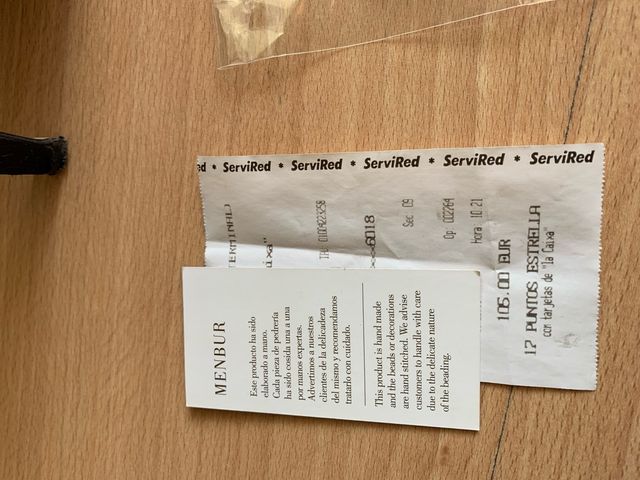 ServiRed * ServiRed * ServiRed * ServiRed * ServiRed
TERMINAL)
0100423258
6018
Sec 09
Op 002764
Hora 10.21
105.00 EUR
17 PUNTOS ESTRELLA
con tarjetas de "la Caixa"
MENBUR
Este producto ha sido
elaborado a mano.
Cada pieza de pedrería
ha sido cosida una a una
por manos expertas.
Advertimos a nuestros
clientes de la delicadeza
del mismo y recomendamos
tratarlo con cuidado.
This product is hand made
and the beads or decorations
are hand stitched. We advise
customers to handle with care
due to the delicate nature
of the beading.